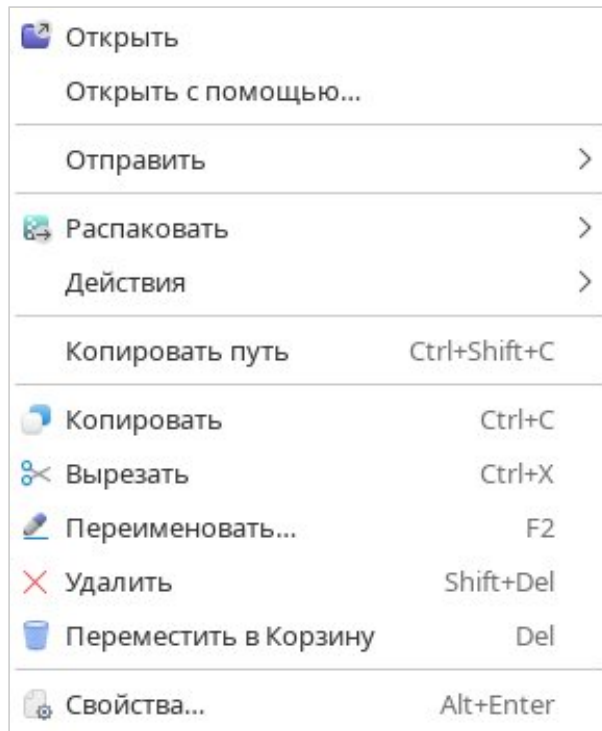 Открыть
Открыть с помощью...
Отправить
Распаковать
Действия
Копировать путь Ctrl+Shift+C
Копировать Ctrl+C
Вырезать Ctrl+X
Переименовать... F2
Удалить Shift+Del
Переместить в Корзину Del
Свойства... Alt+Enter